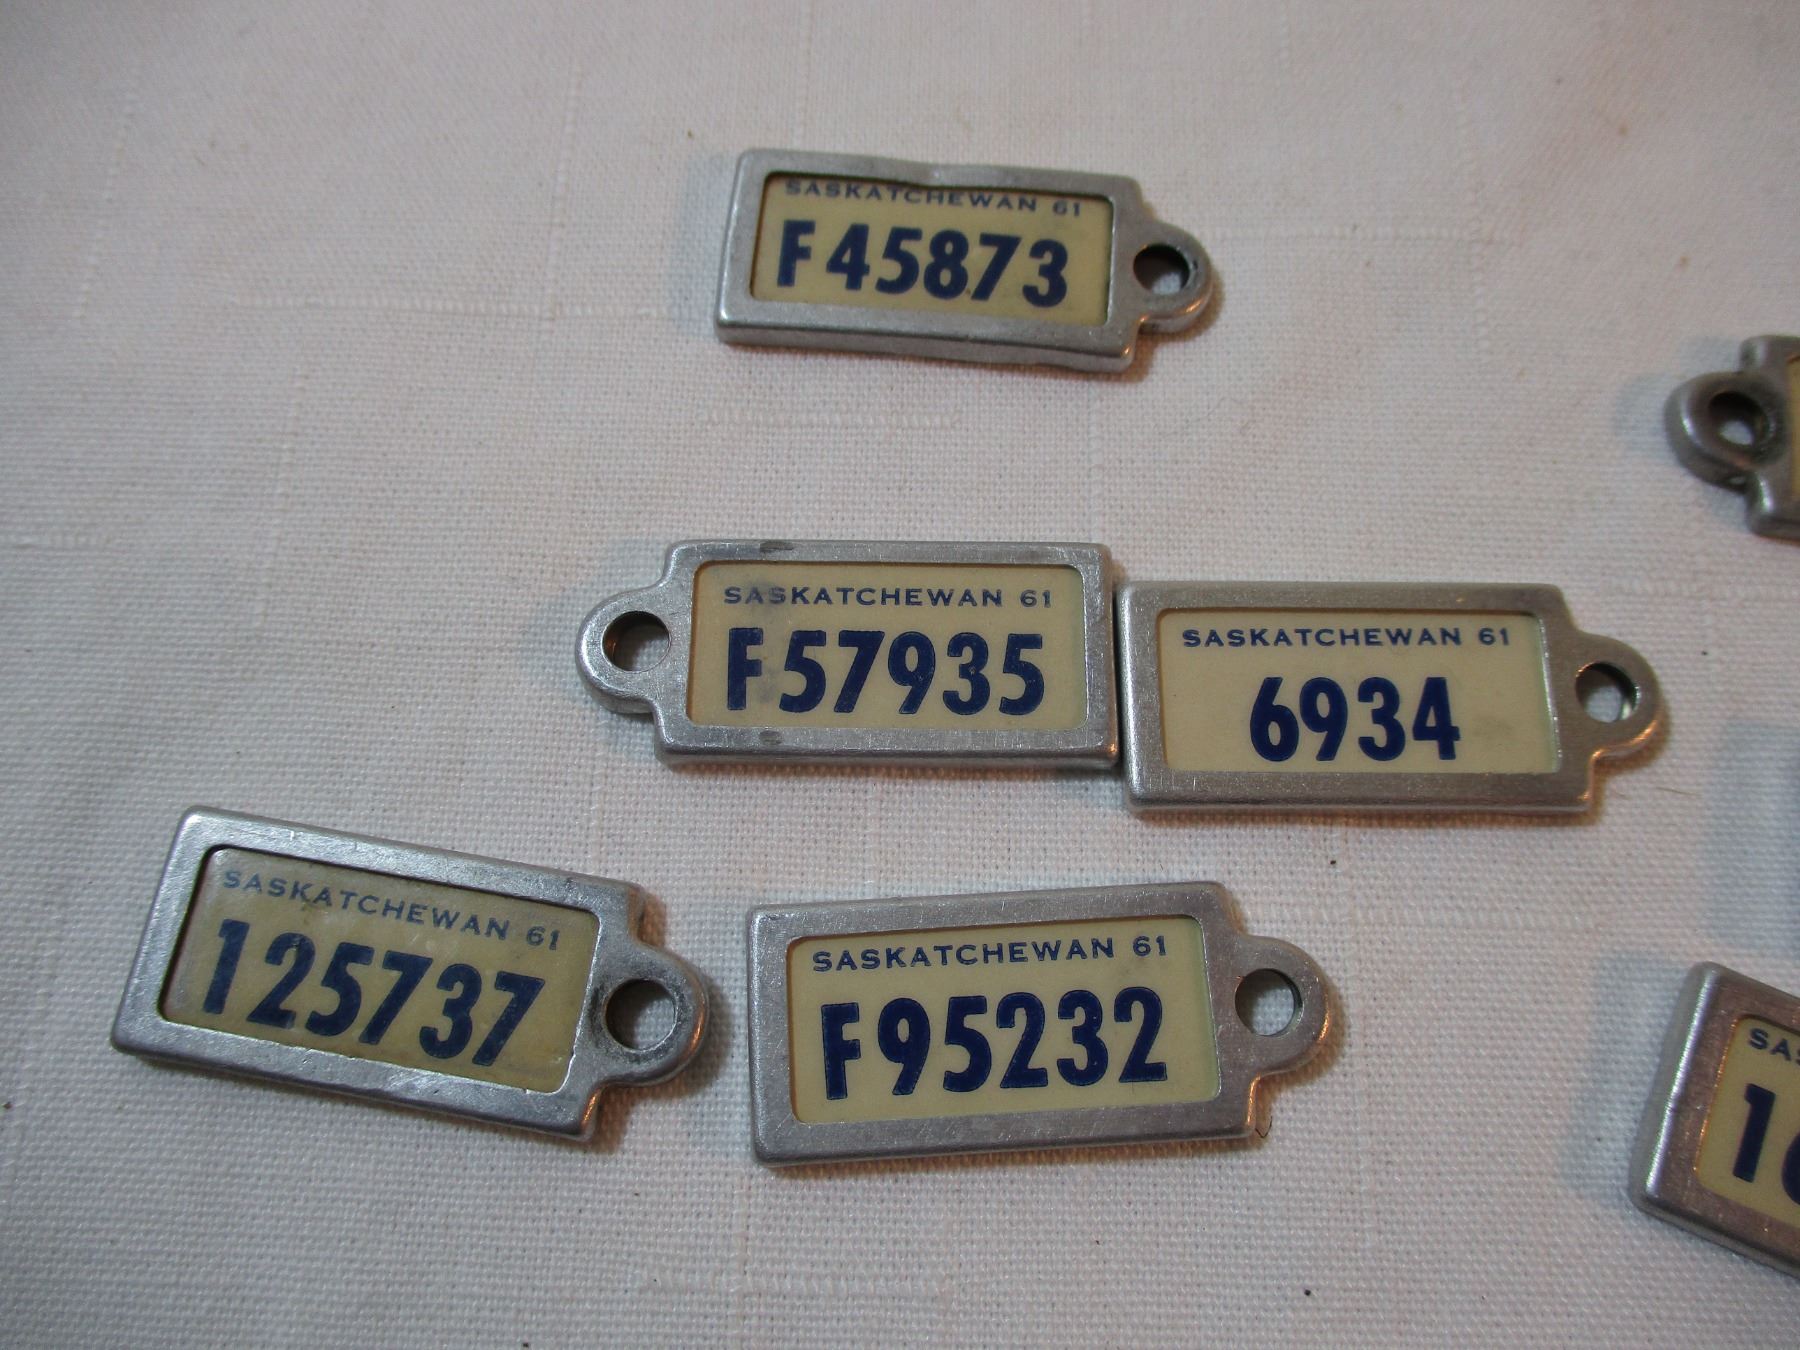 SASKATCHEWAN 61
F45873
SASKATCHEWAN 61
F57935
SASKATCHEWAN 61
6934
SASKATCHEWAN 61
125737
SASKATCHEWAN 61
F95232